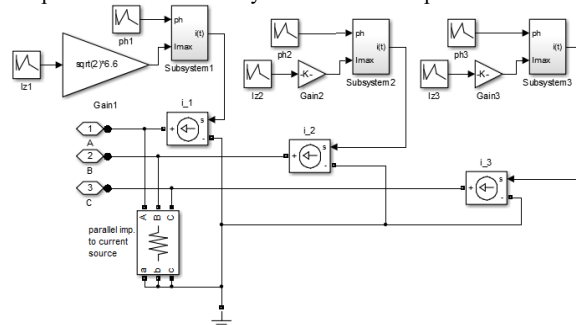 ph1
ph
Imax
i(t)
Subsystem1
Iz1
sqrt(2)*6.6
Gain1
ph2
ph
Imax
i(t)
Subsystem2
Iz2
-K-
Gain2
ph3
ph
Imax
i(t)
Subsystem3
Iz3
-K-
Gain3
i_1
+
s
-
i_2
+
s
-
i_3
+
s
-
1
A
2
B
3
C
parallel imp.
to current
source
A B C
a b c